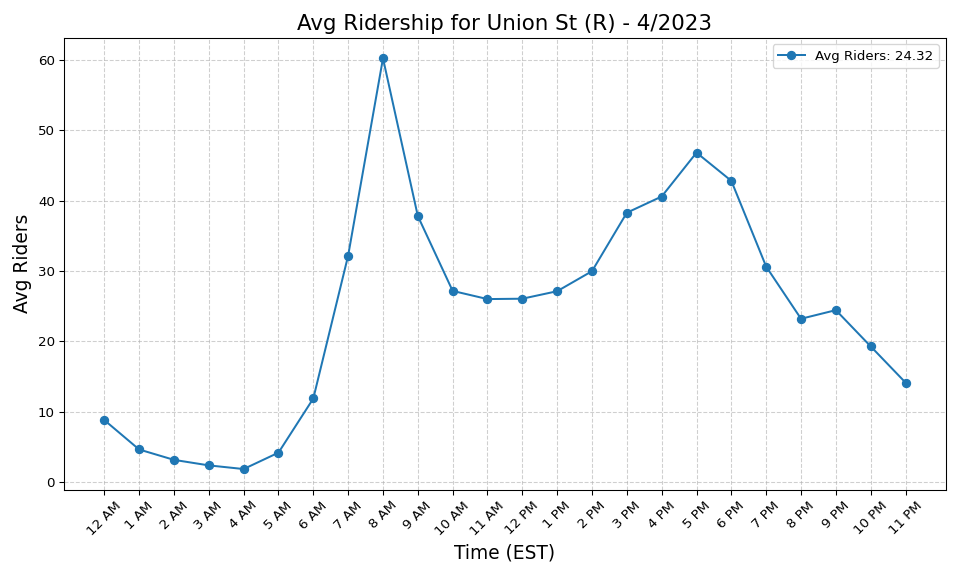 Avg Ridership for Union St (R) - 4/2023
Avg Riders: 24.32
Avg Riders
60
50
40
30
20
10
0
12 AM
1 AM
2 AM
3 AM
4 AM
5 AM
6 AM
7 AM
8 AM
9 AM
10 AM
11 AM
12 PM
1 PM
2 PM
3 PM
4 PM
5 PM
6 PM
7 PM
8 PM
9 PM
10 PM
11 PM
Time (EST)